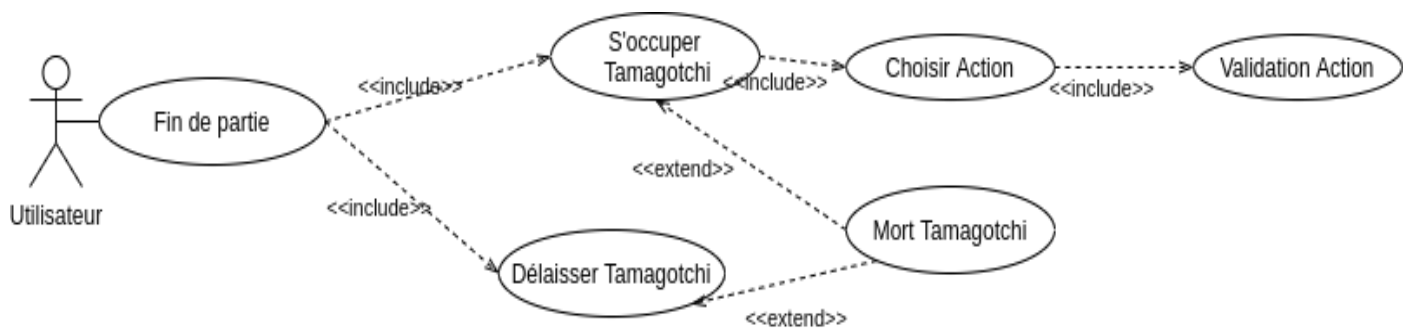 S'occuper
Tamagotchi
Choisir Action
Validation Action
<<include>>
<<include>>
<<include>>
Fin de partie
<<extend>>
Utilisateur
<<include>>
Mort Tamagotchi
Délaisser Tamagotchi
<<extend>>